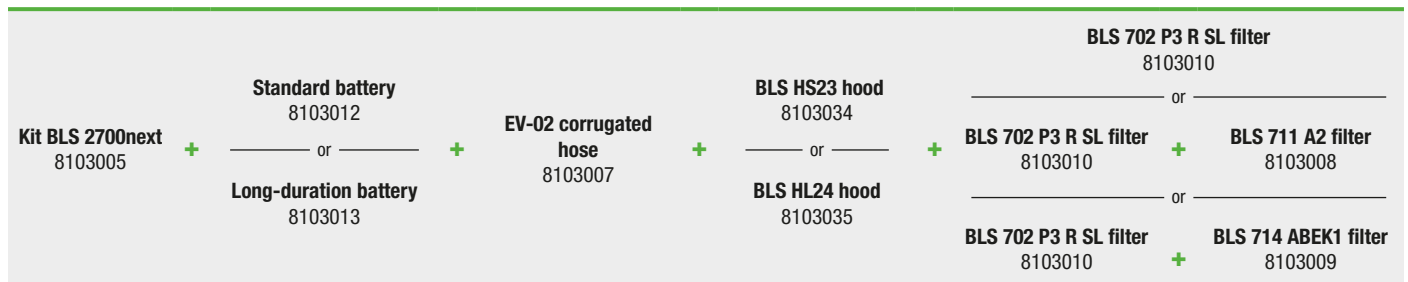 Kit BLS 2700next
8103005
+
Standard battery
8103012
or
Long-duration battery
8103013
+
EV-02 corrugated
hose
8103007
+
BLS HS23 hood
8103034
or
BLS HL24 hood
8103035
+
BLS 702 P3 R SL filter
8103010
or
BLS 702 P3 R SL filter
8103010
+
BLS 711 A2 filter
8103008
or
BLS 702 P3 R SL filter
8103010
+
BLS 714 ABEK1 filter
8103009